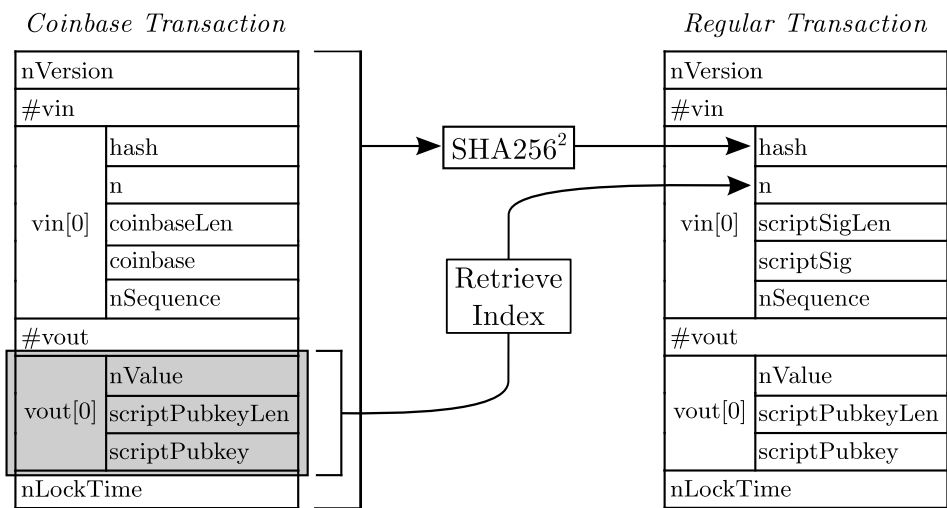 Coinbase Transaction
nVersion
#vin
vin[0]
hash
n
coinbaseLen
coinbase
nSequence
#vout
vout[0]
nValue
scriptPubkeyLen
scriptPubkey
nLockTime
SHA256²
Retrieve
Index
Regular Transaction
nVersion
#vin
vin[0]
hash
n
scriptSigLen
scriptSig
nSequence
#vout
vout[0]
nValue
scriptPubkeyLen
scriptPubkey
nLockTime